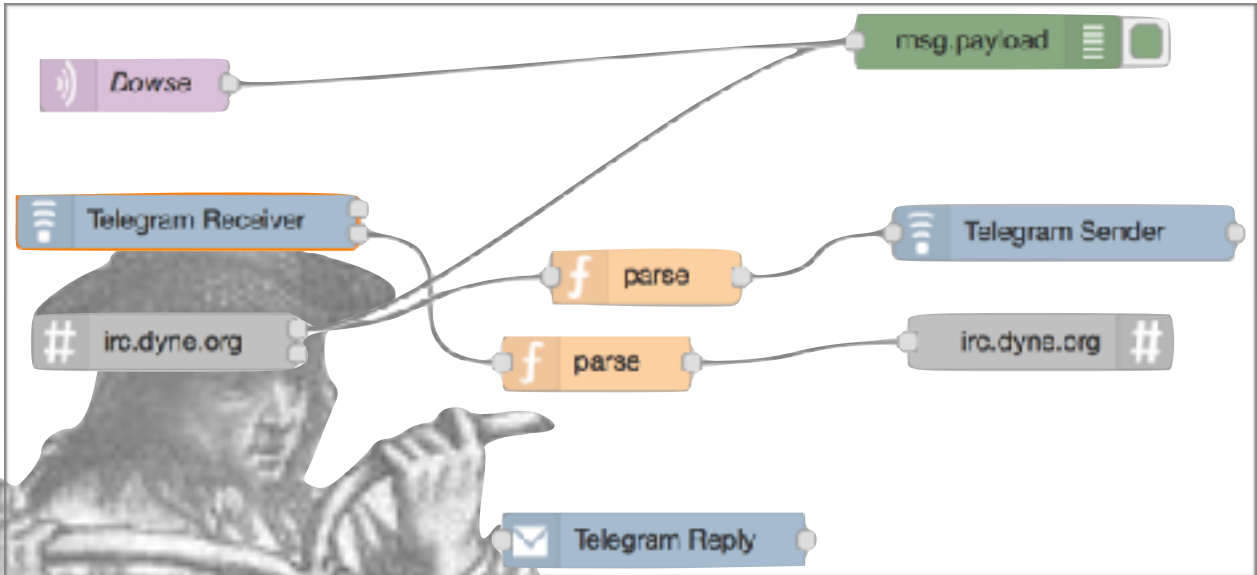 msg.payload
Dowse
Telegram Receiver
Telegram Sender
parse
irc.dyne.org
parse
irc.dyne.org
Telegram Reply